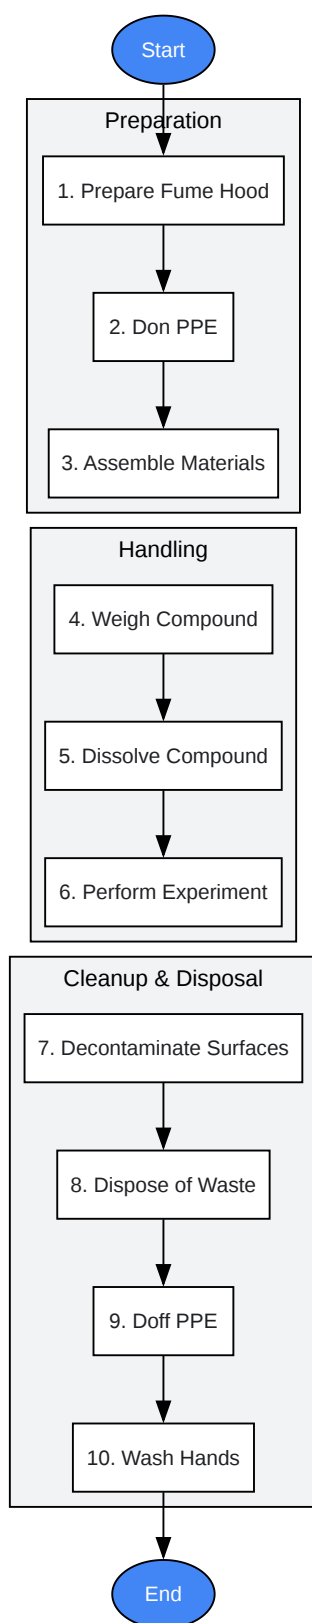 Start
Preparation
1. Prepare Fume Hood
2. Don PPE
3. Assemble Materials
Handling
4. Weigh Compound
5. Dissolve Compound
6. Perform Experiment
Cleanup & Disposal
7. Decontaminate Surfaces
8. Dispose of Waste
9. Doff PPE
10. Wash Hands
End